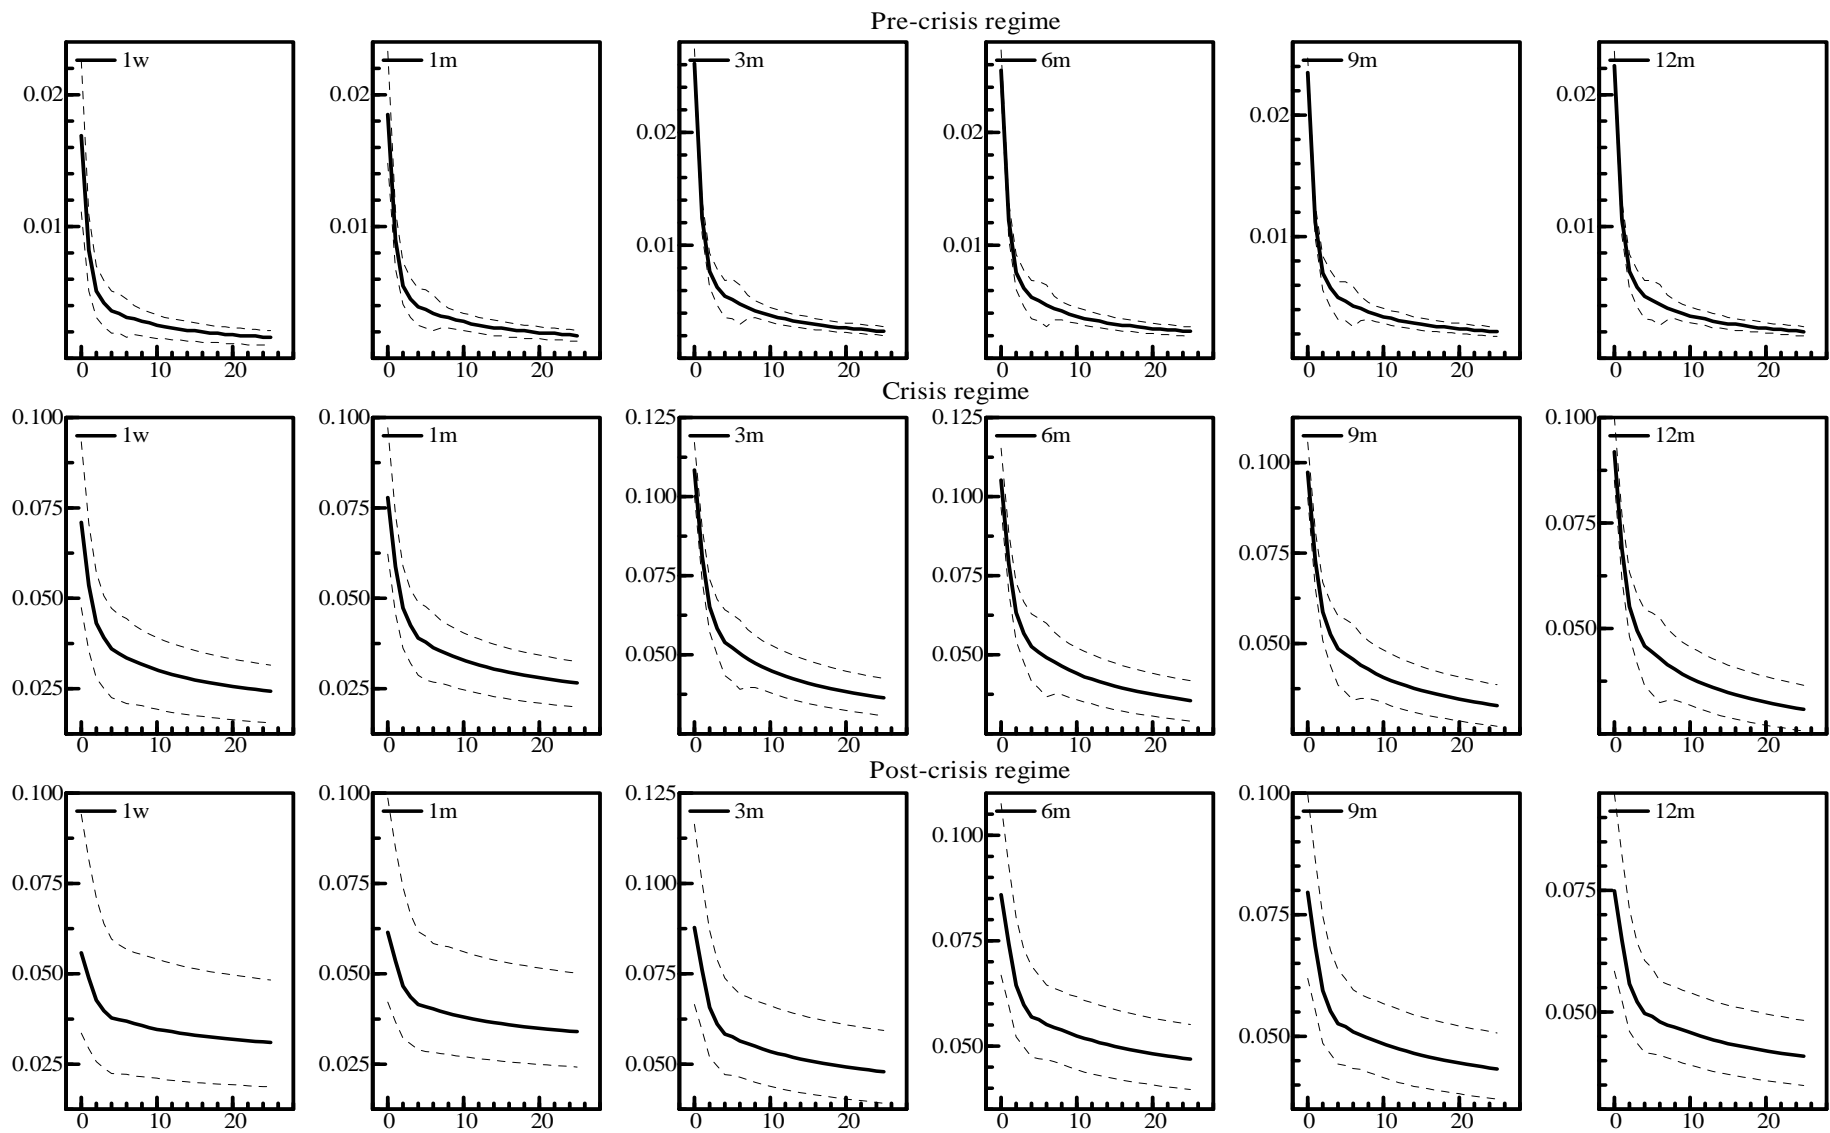 Pre-crisis regime
1w 1m 3m 6m 9m 12m
0.02 0.02 0.02 0.02 0.02 0.02
0.01 0.01 0.01 0.01 0.01 0.01
0 10 20 0 10 20 0 10 20 0 10 20 0 10 20 0 10 20
Crisis regime
0.100 0.100 0.125 0.125 0.100
1w 1m 3m 6m 9m 12m
0.100 0.100 0.100
0.075 0.075 0.075 0.075 0.075 0.075
0.050 0.050 0.050 0.050 0.050 0.050
0.025 0.025
0 10 20 0 10 20 0 10 20 0 10 20 0 10 20 0 10 20
Post-crisis regime
0.100 0.100 0.125 0.100
1w 1m 3m 6m 9m 12m
0.100 0.100
0.075 0.075 0.075 0.075 0.075 0.075
0.050 0.050 0.050 0.050 0.050 0.050
0.025 0.025
0 10 20 0 10 20 0 10 20 0 10 20 0 10 20 0 10 20